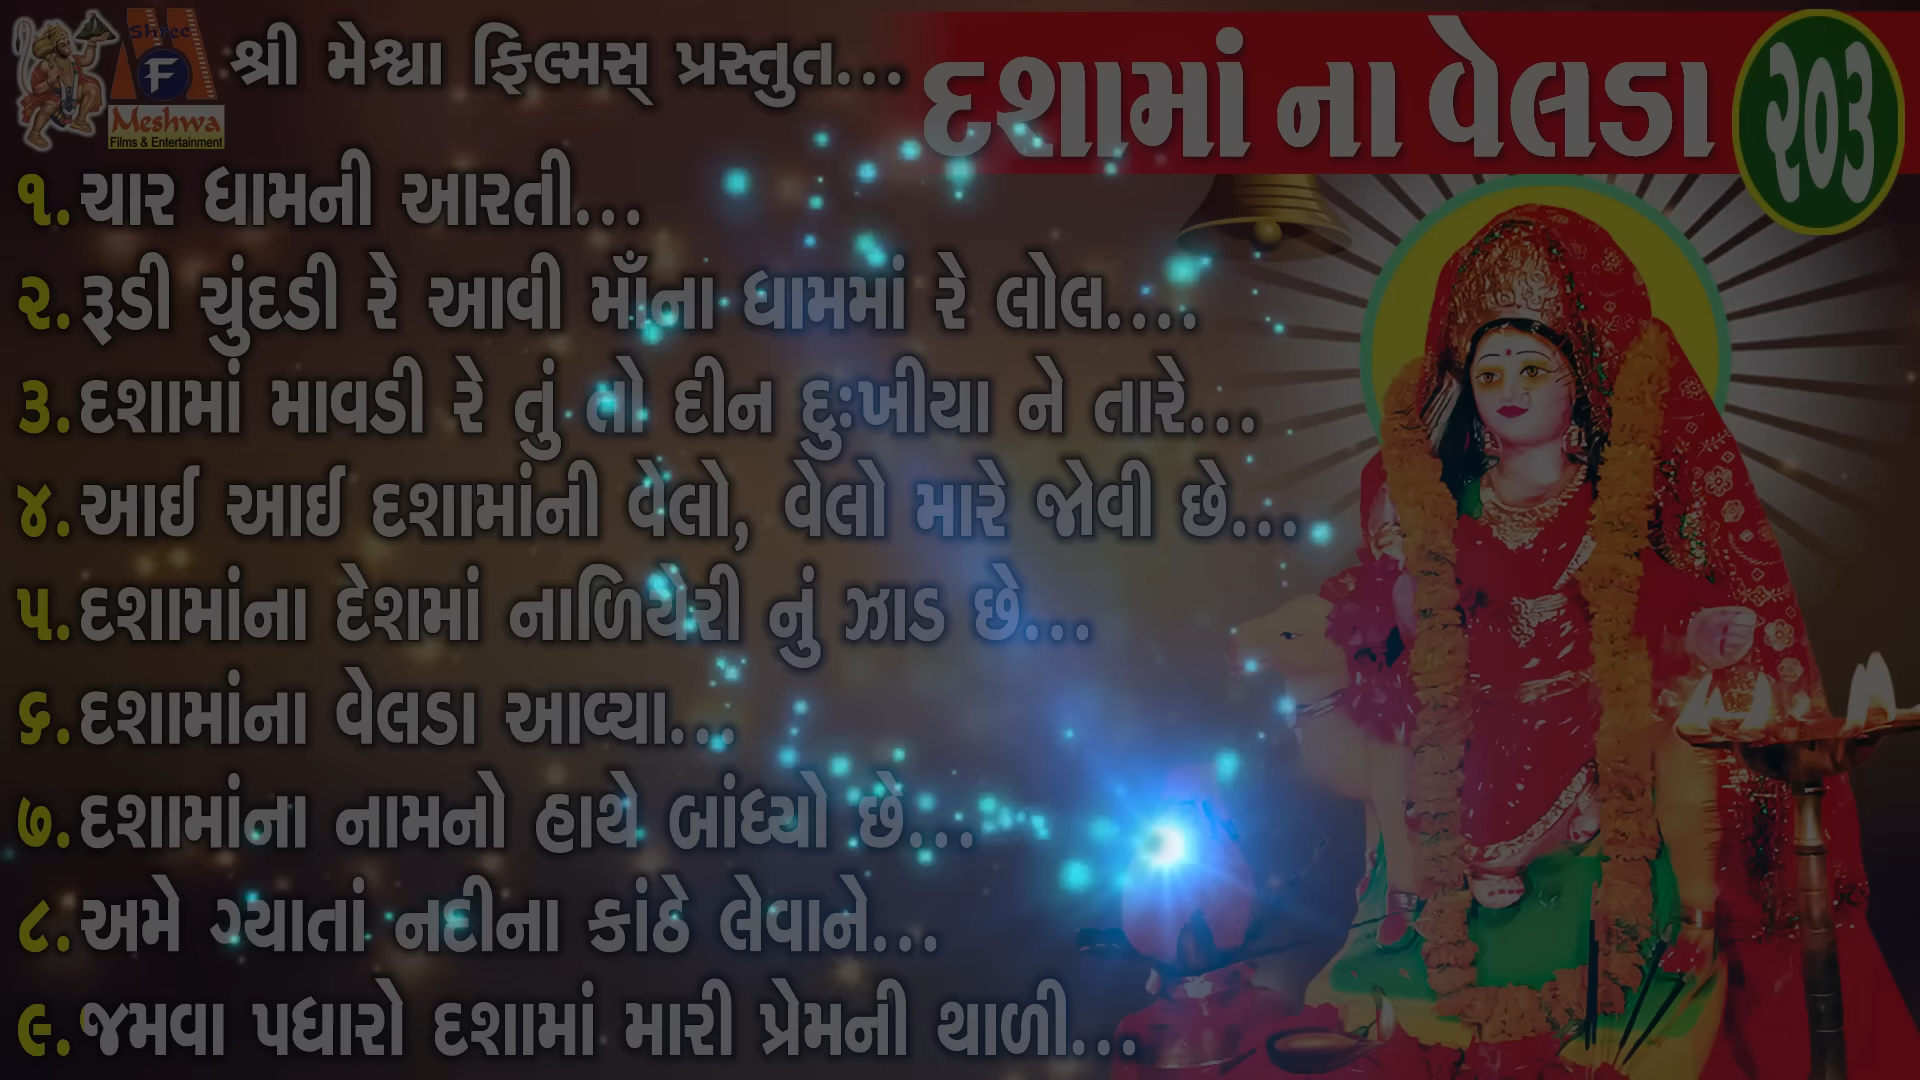 Shree
Meshwa
Films & Entertainment
શ્રી મેશ્વા ફિલ્મસ્ પ્રસ્તુત...
દશામાં ના વેલડા
૨૦૩
૧. ચાર ધામની આરતી...
૨. રૂડી ચુંદડી રે આવી માઁના ધામમાં રે લોલ....
૩. દશામાં માવડી રે તું તો દીન દુઃખીયા ને તારે...
૪. આઈ આઈ દશામાંની વેલો, વેલો મારે જોવી છે...
૫. દશામાંના દેશમાં નાળિયેરી નું ઝાડ છે...
૬. દશામાંના વેલડા આવ્યા...
૭. દશામાંના નામનો હાથે બાંધ્યો છે...
૮. અમે ગ્યાતાં નદીના કાંઠે લેવાને...
૯. જમવા પધારો દશામાં મારી પ્રેમની થાળી...